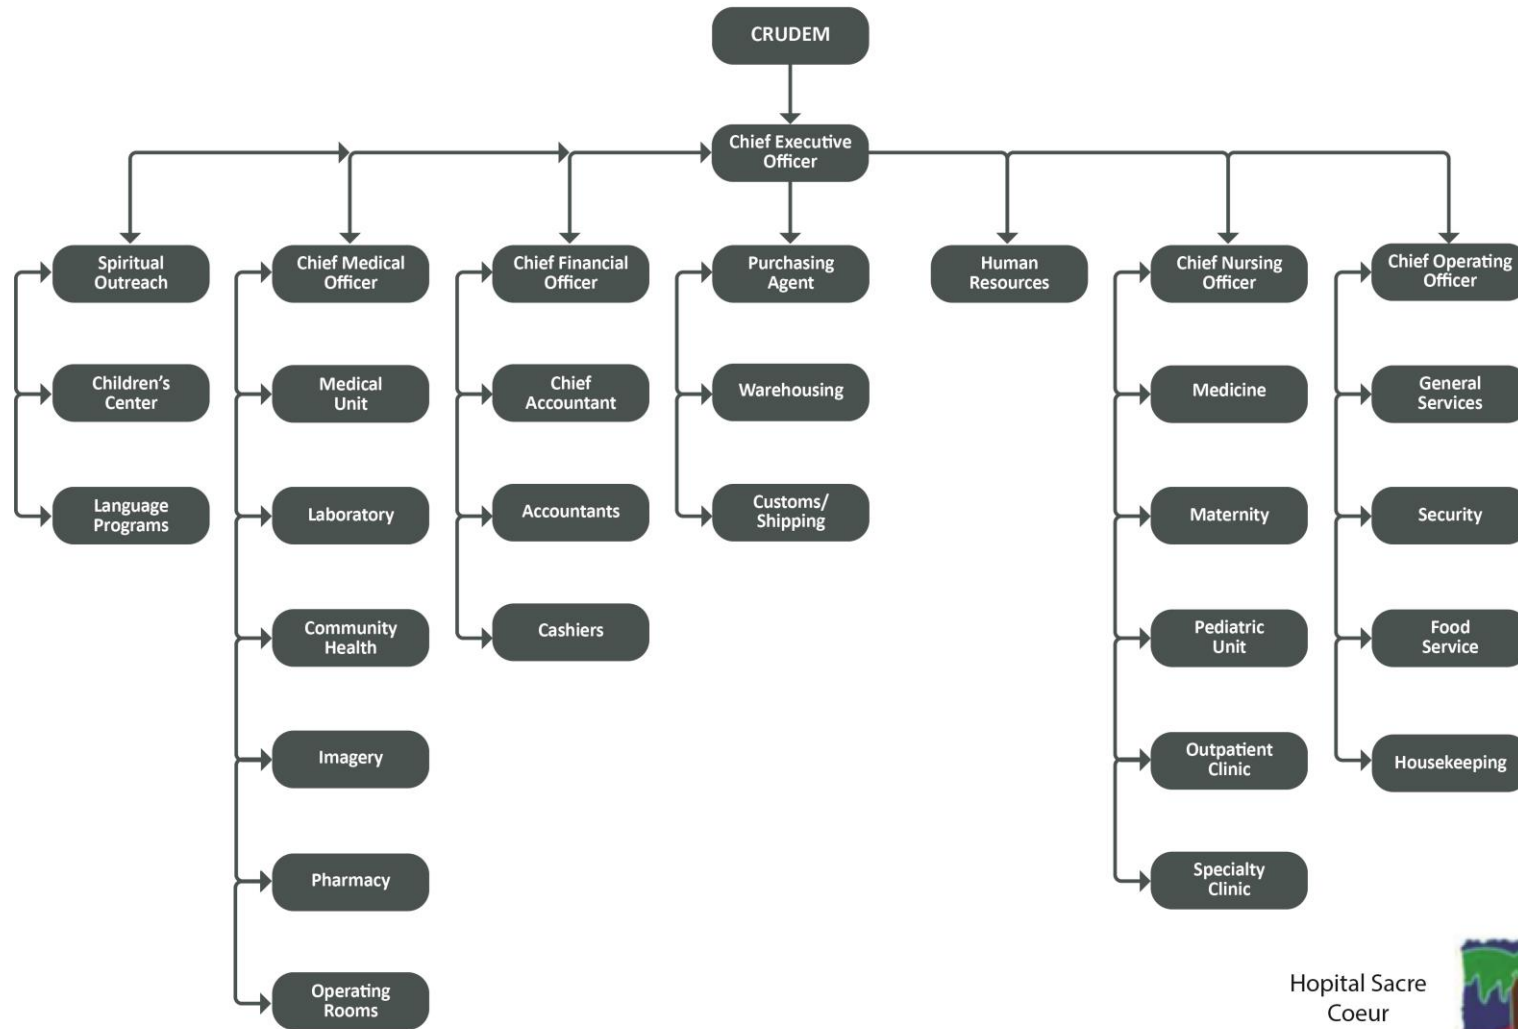 CRUDEM
Chief Executive
Officer
Spiritual
Outreach
Chief Medical
Officer
Chief Financial
Officer
Purchasing
Agent
Human
Resources
Chief Nursing
Officer
Chief Operating
Officer
Children's
Center
Medical
Unit
Chief
Accountant
Warehousing
Medicine
General
Services
Language
Programs
Laboratory
Accountants
Customs/
Shipping
Maternity
Security
Community
Health
Cashiers
Pediatric
Unit
Food
Service
Imagery
Outpatient
Clinic
Housekeeping
Pharmacy
Specialty
Clinic
Operating
Rooms
Hopital Sacre
Coeur